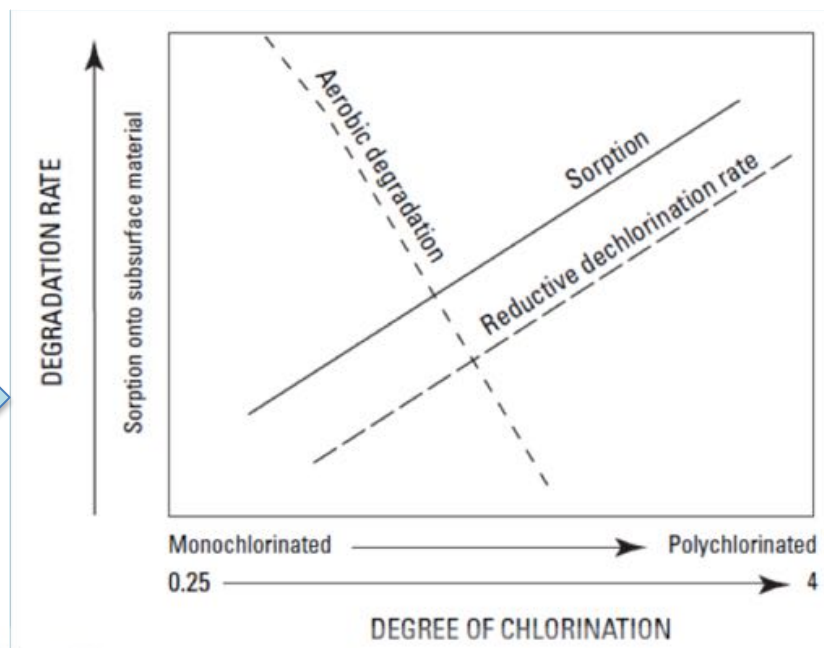 DEGRADATION RATE
Sorption onto subsurface material
Aerobic degradation
Sorption
Reductive dechlorination rate
Monochlorinated
Polychlorinated
0.25
4
DEGREE OF CHLORINATION